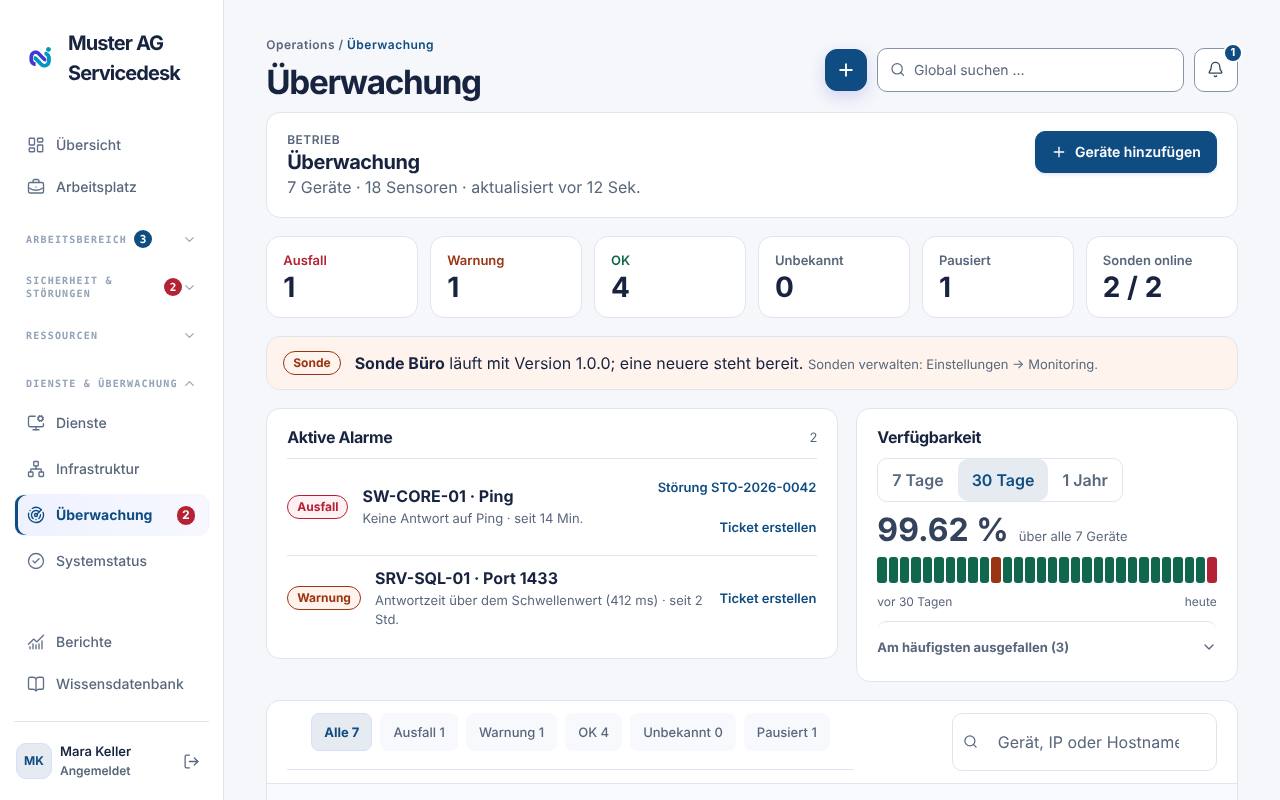 Muster AG
Servicedesk
Übersicht
Arbeitsplatz
ARBEITSBEREICH 3
SICHERHEIT &
STÖRUNGEN 2
RESSOURCEN
DIENSTE & ÜBERWACHUNG
Dienste
Infrastruktur
Überwachung 2
Systemstatus
Berichte
Wissensdatenbank
MK
Mara Keller
Angemeldet
Operations / Überwachung
Überwachung
Global suchen ...
1
BETRIEB
Überwachung
7 Geräte · 18 Sensoren · aktualisiert vor 12 Sek.
Geräte hinzufügen
Ausfall
1
Warnung
1
OK
4
Unbekannt
0
Pausiert
1
Sonden online
2 / 2
Sonde Sonde Büro läuft mit Version 1.0.0; eine neuere steht bereit. Sonden verwalten: Einstellungen → Monitoring.
Aktive Alarme 2
Ausfall
SW-CORE-01 · Ping
Keine Antwort auf Ping · seit 14 Min.
Störung STO-2026-0042
Ticket erstellen
Warnung
SRV-SQL-01 · Port 1433
Antwortzeit über dem Schwellenwert (412 ms) · seit 2
Std.
Ticket erstellen
Verfügbarkeit
7 Tage 30 Tage 1 Jahr
99.62 % über alle 7 Geräte
vor 30 Tagen heute
Am häufigsten ausgefallen (3)
Alle 7 Ausfall 1 Warnung 1 OK 4 Unbekannt 0 Pausiert 1
Gerät, IP oder Hostname